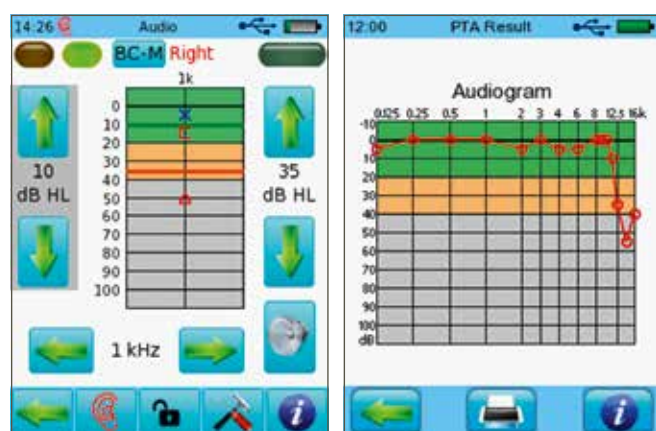 14:26 Audio
BC-M Right
1k
0
10
20
30
40
50
60
70
80
90
100
10
dB HL
35
dB HL
1 kHz
i
12:00 PTA Result
Audiogram
0.125 0.25 0.5 1 2 3 4 6 8 12.5 16k
-10
0
10
20
30
40
50
60
70
80
90
100
dB
i